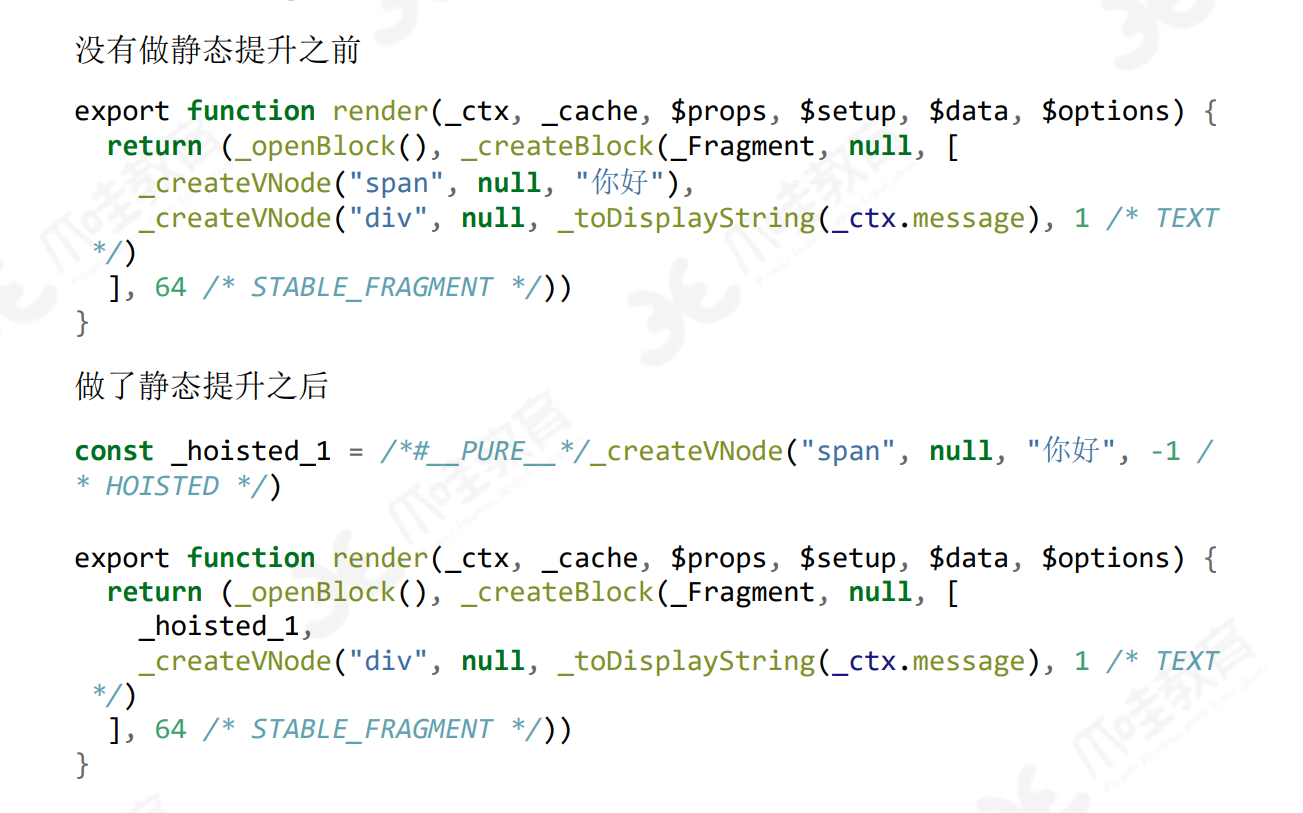 没有做静态提升之前
export function render(_ctx, _cache, $props, $setup, $data, $options) {
  return (_openBlock(), _createBlock(_Fragment, null, [
    _createVNode("span", null, "你好"),
    _createVNode("div", null, _toDisplayString(_ctx.message), 1 /* TEXT
 */)
  ], 64 /* STABLE_FRAGMENT */))
}
做了静态提升之后
const _hoisted_1 = /*#__PURE__*/_createVNode("span", null, "你好", -1 /
* HOISTED */)
export function render(_ctx, _cache, $props, $setup, $data, $options) {
  return (_openBlock(), _createBlock(_Fragment, null, [
    _hoisted_1,
    _createVNode("div", null, _toDisplayString(_ctx.message), 1 /* TEXT
 */)
  ], 64 /* STABLE_FRAGMENT */))
}